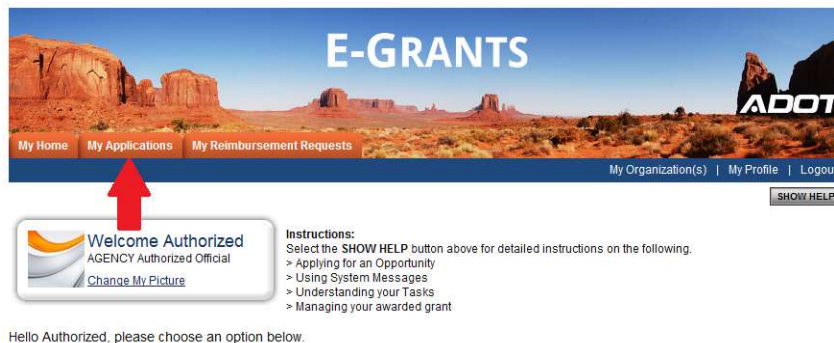 E-GRANTS
ADOT
My Home My Applications My Reimbursement Requests
My Organization(s) | My Profile | Logou
SHOW HELP
Welcome Authorized
AGENCY Authorized Official
Change My Picture
Instructions:
Select the SHOW HELP button above for detailed instructions on the following.
> Applying for an Opportunity
> Using System Messages
> Understanding your Tasks
> Managing your awarded grant
Hello Authorized, please choose an option below.